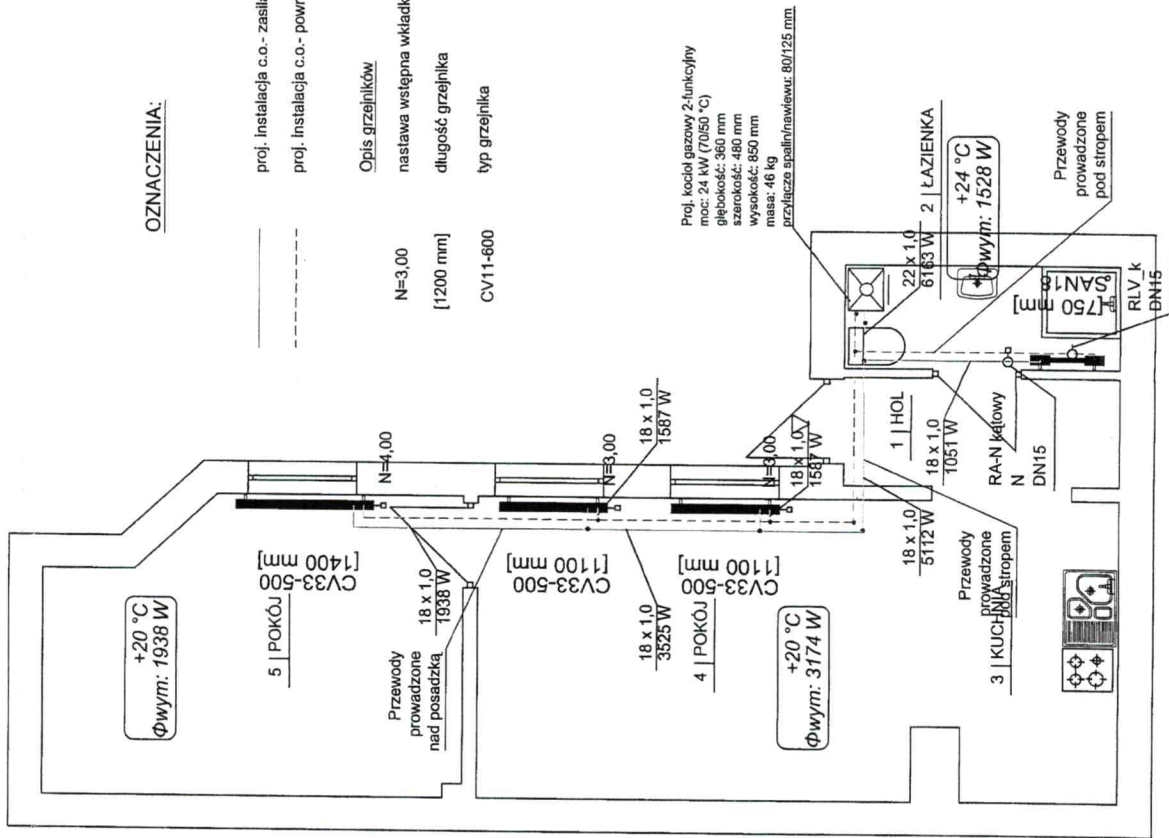 OZNACZENIA:
proj. instalacja c.o.- zasila
proj. instalacja c.o.- powr
Opis grzejników
N=3,00
nastawa wstępna wkładk
[1200 mm]
długość grzejnika
CV11-600
typ grzejnika
+20 °C
Φwym: 1938 W
5 | POKÓJ
CV33-500
[1400 mm]
N=4,00
18 x 1,0
1938 W
Przewody
prowadzone
nad posadzką
CV33-500
[1100 mm]
N=3,00
18 x 1,0
1587 W
18 x 1,0
3525 W
4 | POKÓJ
CV33-500
[1100 mm]
N=3,00
18 x 1,0
1587 W
+20 °C
Φwym: 3174 W
18 x 1,0
5112 W
Przewody
prowadzone
pod stropem
3 | KUCHNIA
1 | HOL
18 x 1,0
1051 W
RA-N kątowy
N
DN15
Proj. kocioł gazowy 2-funkcyjny
moc: 24 kW (70/50 °C)
głębokość: 360 mm
szerokość: 480 mm
wysokość: 850 mm
masa: 46 kg
przyłącze spalin/nawiewu: 80/125 mm
22 x 1,0
6163 W
2 | ŁAZIENKA
+24 °C
Φwym: 1528 W
SAN18
[750 mm]
RLV_k
DN15
Przewody
prowadzone
pod stropem